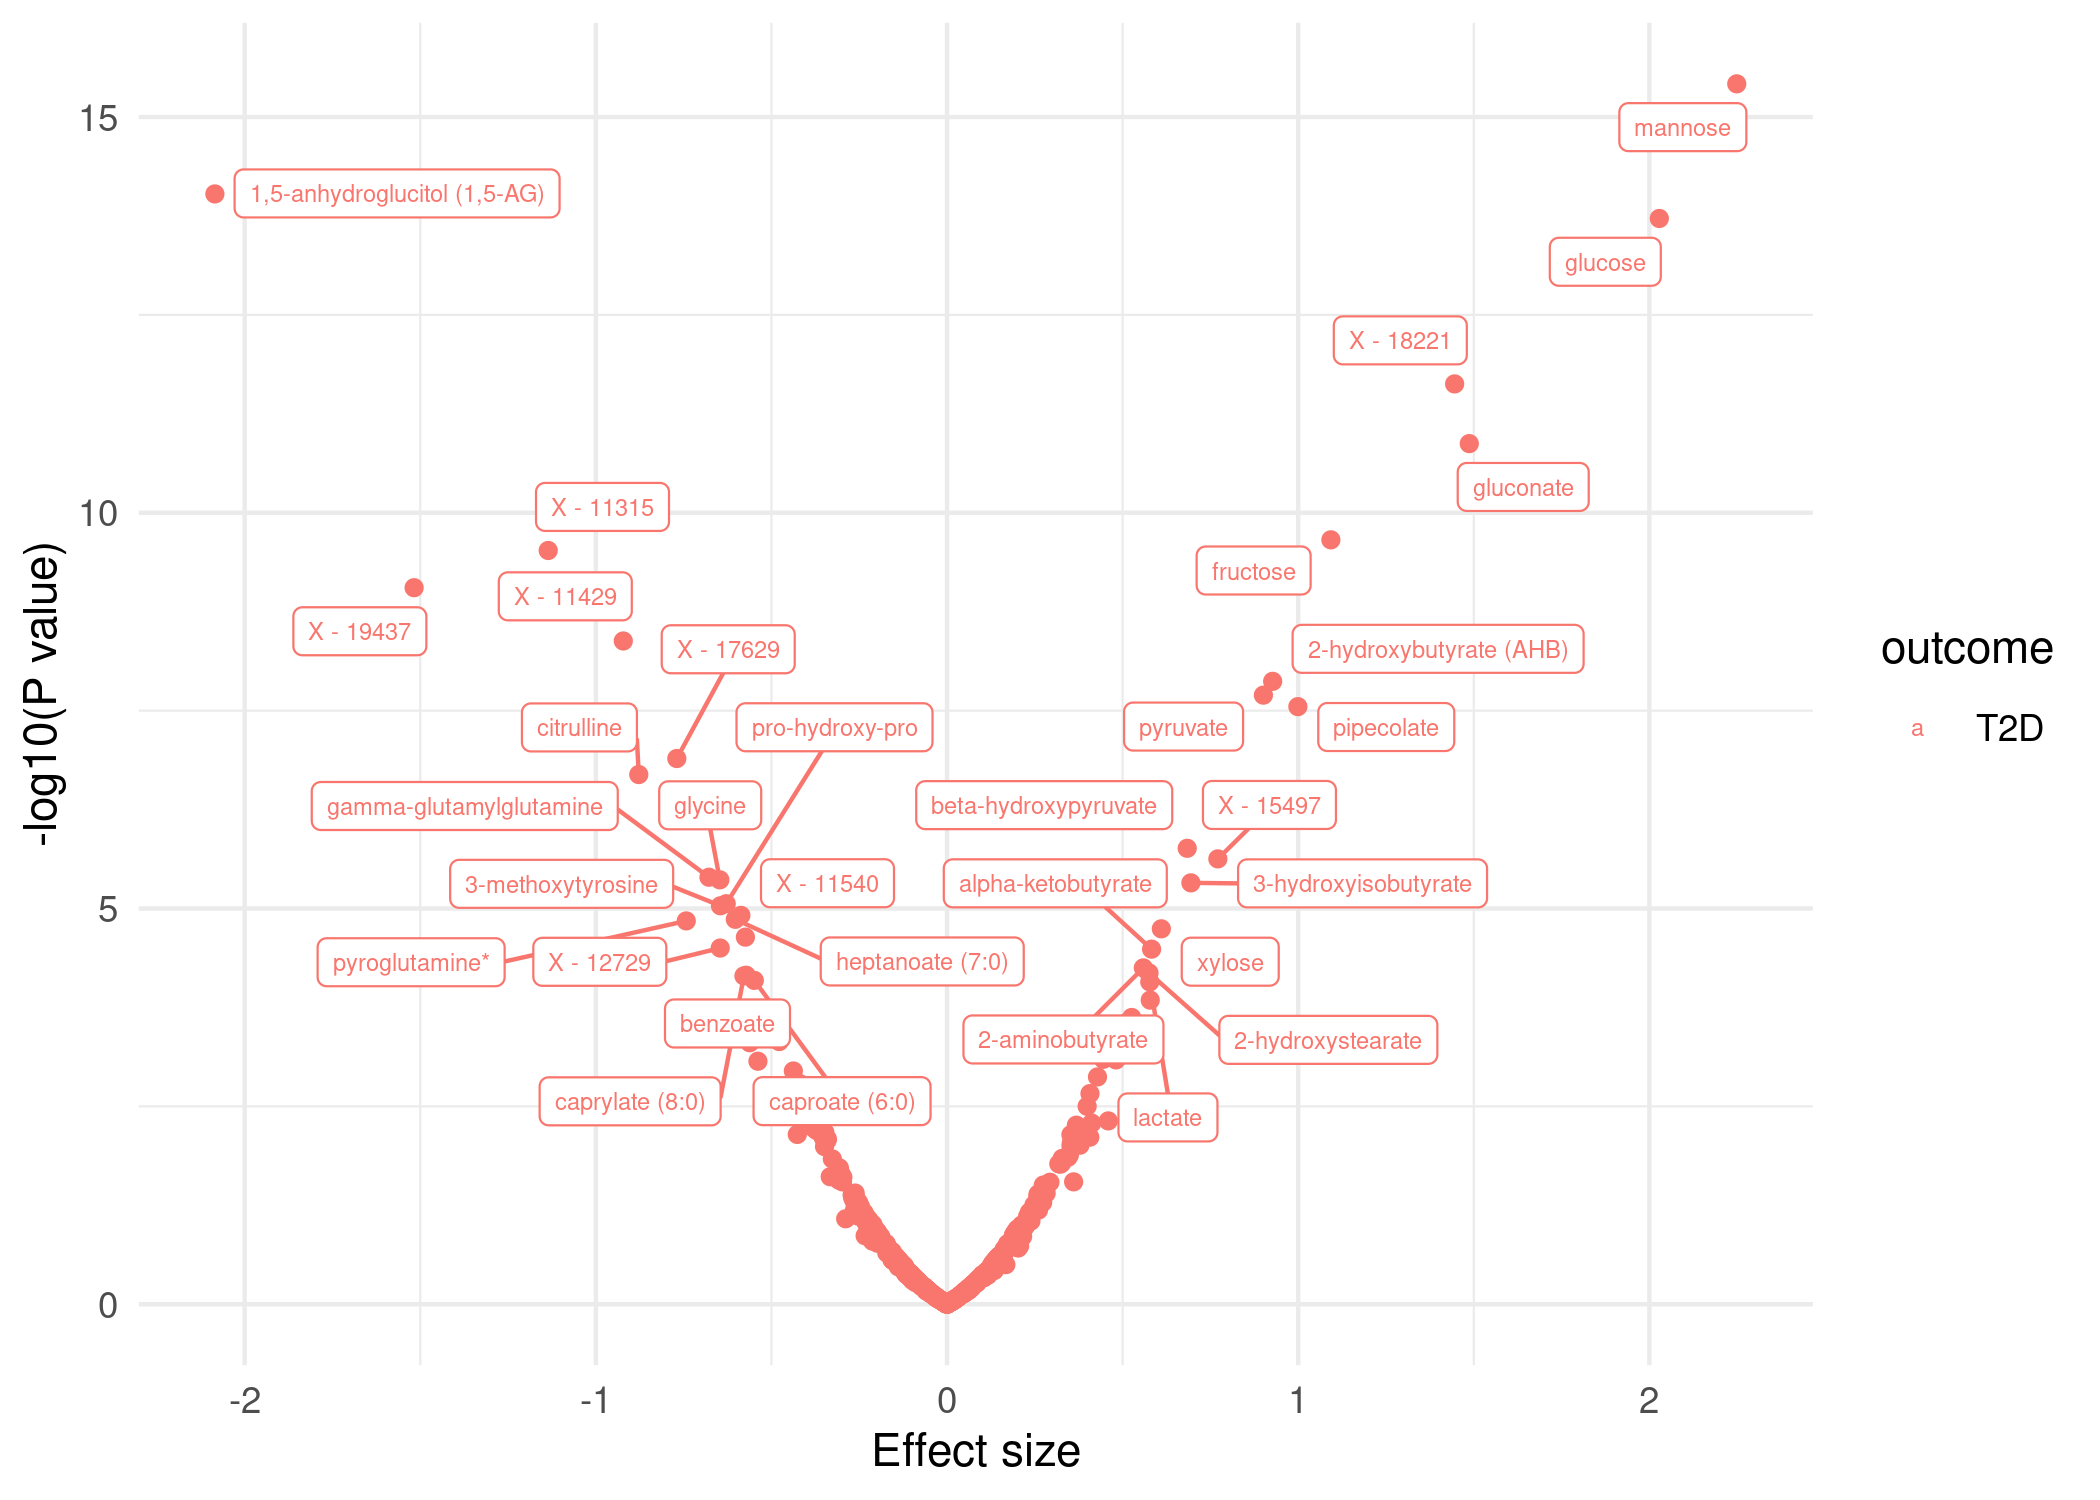 15
mannose
1,5-anhydroglucitol (1,5-AG)
glucose
X - 18221
gluconate
X - 11315
10
fructose
X - 11429
X - 19437
X - 17629
2-hydroxybutyrate (AHB)
citrulline
pro-hydroxy-pro
pyruvate
pipecolate
gamma-glutamylglutamine
glycine
beta-hydroxypyruvate
X - 15497
3-methoxytyrosine
X - 11540
alpha-ketobutyrate
3-hydroxyisobutyrate
5
pyroglutamine*
X - 12729
heptanoate (7:0)
xylose
benzoate
2-aminobutyrate
2-hydroxystearate
caprylate (8:0)
caproate (6:0)
lactate
0
-2
-1
0
1
2
Effect size
-log10(P value)
outcome
a T2D